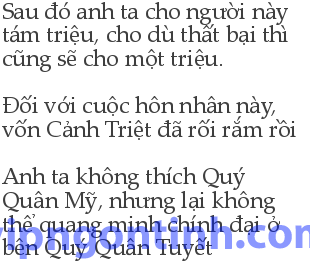 Sau đó anh ta cho người này
tám triệu, cho dù thất bại thì
cũng sẽ cho một triệu.
Đối với cuộc hôn nhân này,
vốn Cảnh Triệt đã rối rắm rồi
Anh ta không thích Quý
Quân Mỹ, nhưng lại không
thể quang minh chính đại ở
bên Quý Quân Tuyết
vlpngontinh.com